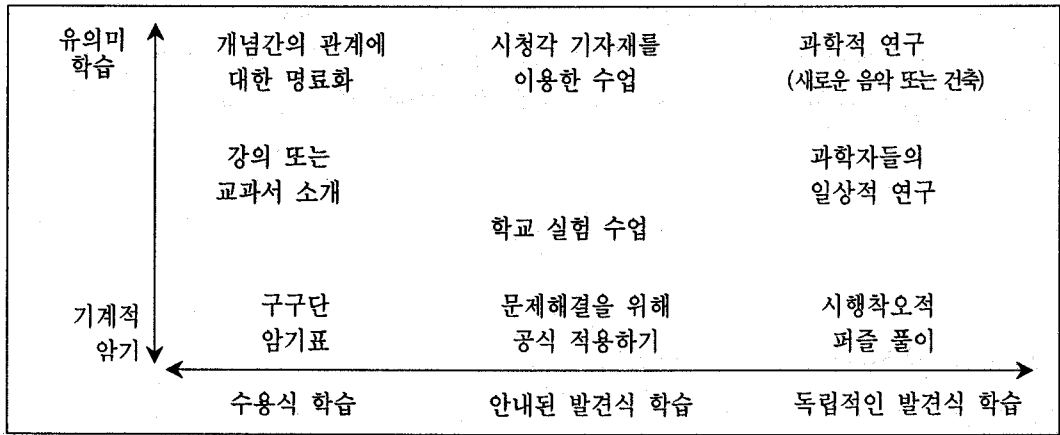 유의미
학습
개념간의 관계에
대한 명료화
시청각 기자재를
이용한 수업
과학적 연구
(새로운 음악 또는 건축)
강의 또는
교과서 소개
과학자들의
일상적 연구
학교 실험 수업
기계적
암기
구구단
암기표
문제해결을 위해
공식 적용하기
시행착오적
퍼즐 풀이
수용식 학습
안내된 발견식 학습
독립적인 발견식 학습